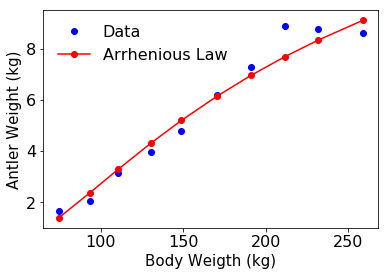 Data
Arrhenious Law
Antler Weight (kg)
8
6
4
2
100
150
200
250
Body Weigth (kg)